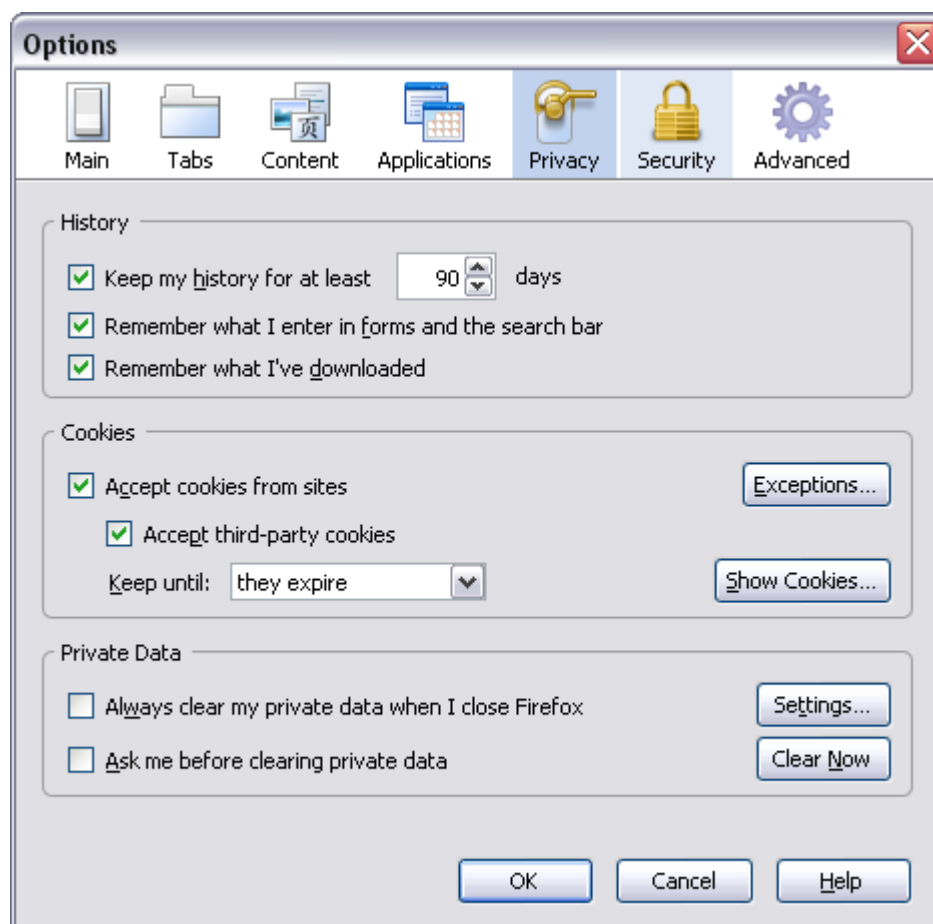 Options
Main Tabs Content Applications Privacy Security Advanced
页
History
Keep my history for at least 90 days
Remember what I enter in forms and the search bar
Remember what I've downloaded
Cookies
Accept cookies from sites Exceptions...
Accept third-party cookies
Keep until: they expire Show Cookies...
Private Data
Always clear my private data when I close Firefox Settings...
Ask me before clearing private data Clear Now
OK Cancel Help